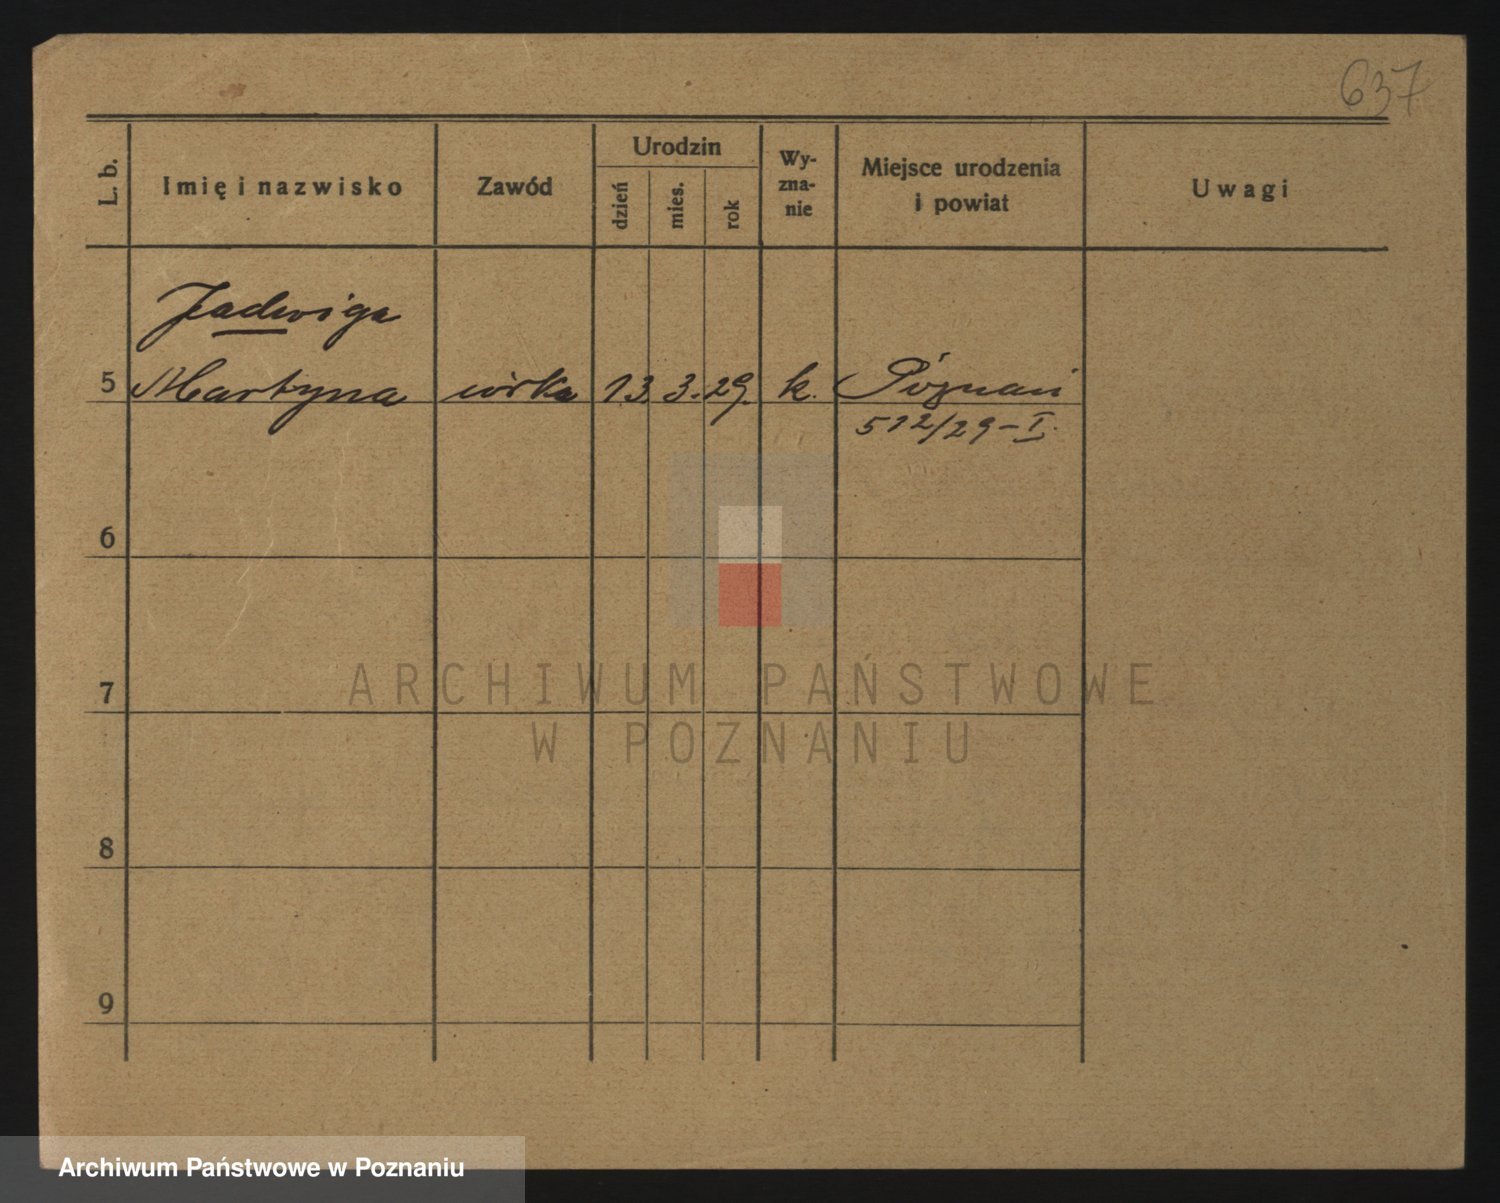 637
L. b.
Imię i nazwisko
Zawód
Urodzin
dzień
mies.
rok
Wy-
zna-
nie
Miejsce urodzenia
i powiat
Uwagi
Jadwiga
5 Martyna córka 13. 3. 29. k. Poznań
512/29-I.
6
7
8
9
ARCHIWUM PAŃSTWOWE
W POZNANIU
Archiwum Państwowe w Poznaniu